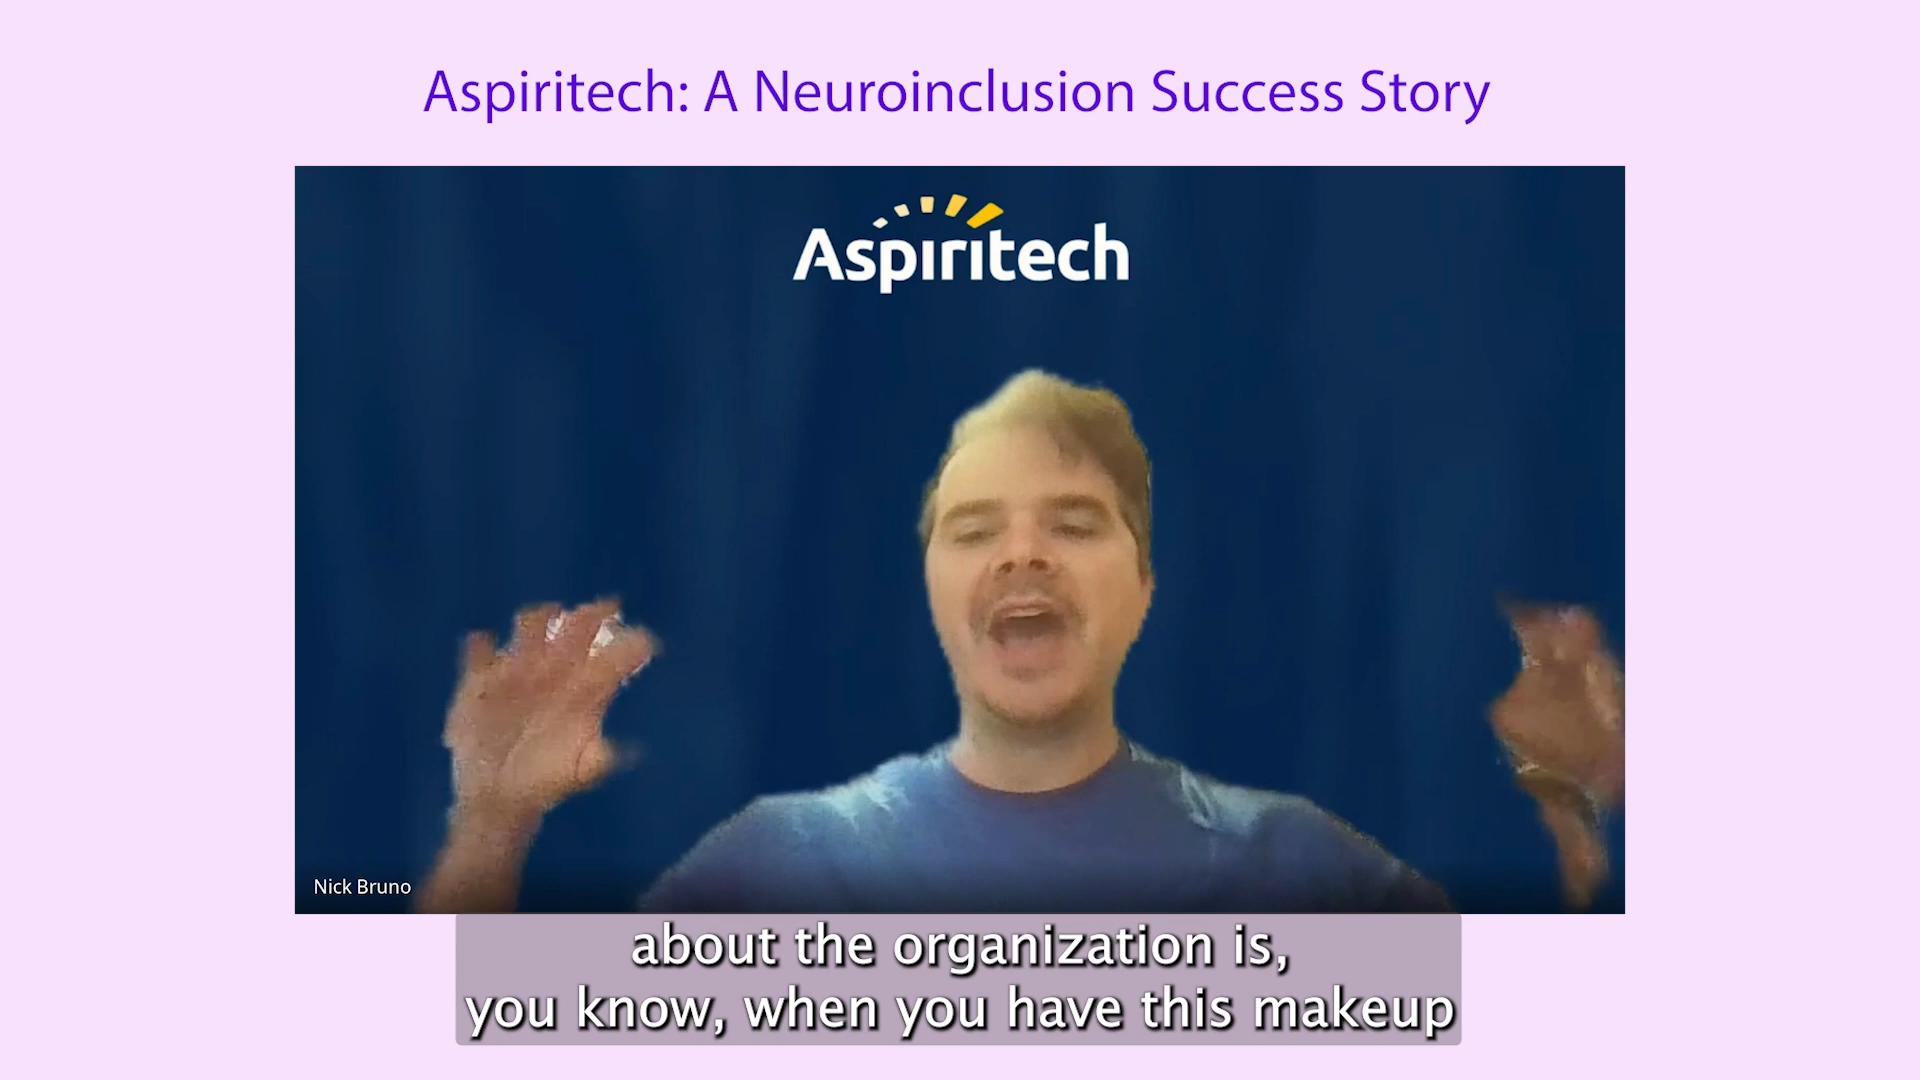 Aspiritech: A Neuroinclusion Success Story
Aspiritech
Nick Bruno
about the organization is,
you know, when you have this makeup